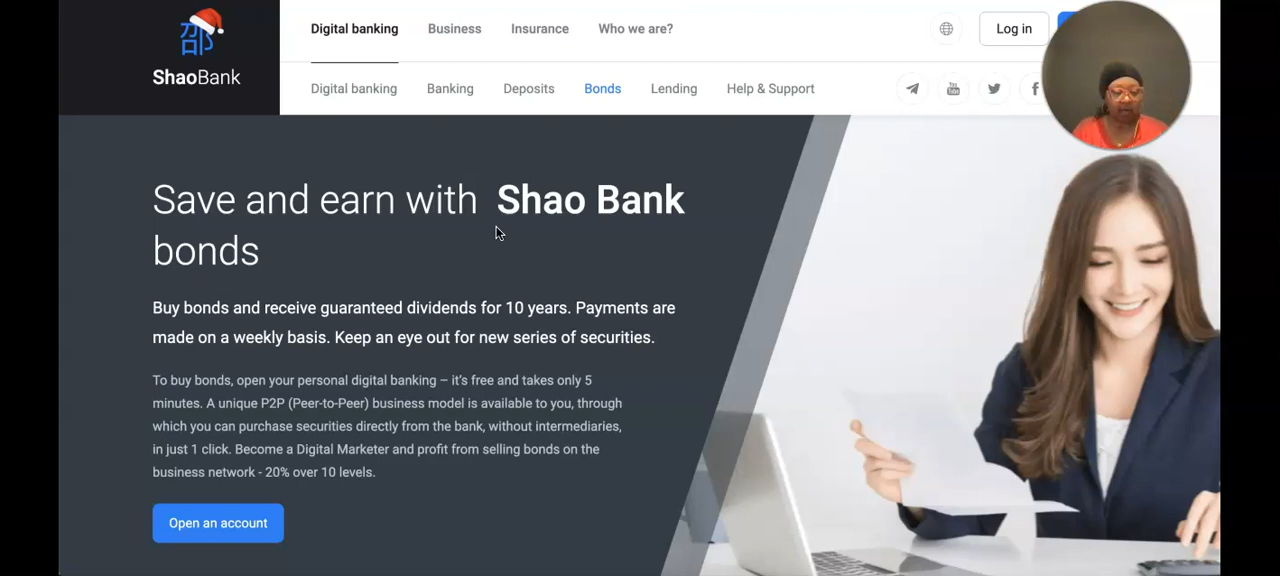 邵
ShaoBank
Digital banking Business Insurance Who we are?
Log in
Digital banking Banking Deposits Bonds Lending Help & Support
Save and earn with Shao Bank
bonds
Buy bonds and receive guaranteed dividends for 10 years. Payments are
made on a weekly basis. Keep an eye out for new series of securities.
To buy bonds, open your personal digital banking – it's free and takes only 5
minutes. A unique P2P (Peer-to-Peer) business model is available to you, through
which you can purchase securities directly from the bank, without intermediaries,
in just 1 click. Become a Digital Marketer and profit from selling bonds on the
business network - 20% over 10 levels.
Open an account